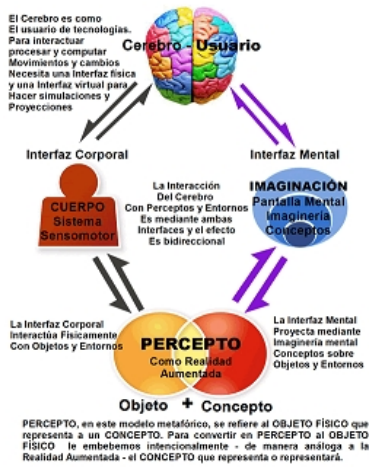 El Cerebro es como
El usuario de tecnologías.
Para interactuar
procesar y computar
Movimientos y cambios
Necesita una Interfaz física
y una Interfaz virtual para
Hacer simulaciones y
Proyecciones
Cerebro - Usuario
Interfaz Corporal
Interfaz Mental
CUERPO
Sistema
Sensomotor
La Interacción
Del Cerebro
Con Perceptos y Entornos
Es mediante ambas
Interfaces y el efecto
Es bidireccional
IMAGINACIÓN
Pantalla Mental
Imaginería
Conceptos
La Interfaz Corporal
Interactúa Físicamente
Con Objetos y Entornos
PERCEPTO
Como Realidad
Aumentada
La Interfaz Mental
Proyecta mediante
Imaginería mental
Conceptos sobre
Objetos y Entornos
Objeto + Concepto
PERCEPTO, en este modelo metafórico, se refiere al OBJETO FÍSICO que
representa a un CONCEPTO. Para convertir en PERCEPTO al OBJETO
FÍSICO le embebemos intencionalmente - de manera análoga a la
Realidad Aumentada - el CONCEPTO que representa o representará.